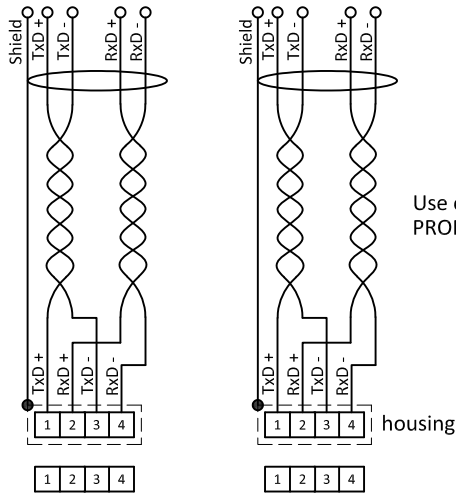 Shield TxD + TxD - RxD + RxD - Shield TxD + TxD - RxD + RxD -
Use
PROF
TxD + RxD + TxD - RxD - TxD + RxD + TxD - RxD -
1 2 3 4 1 2 3 4 housing
1 2 3 4 1 2 3 4